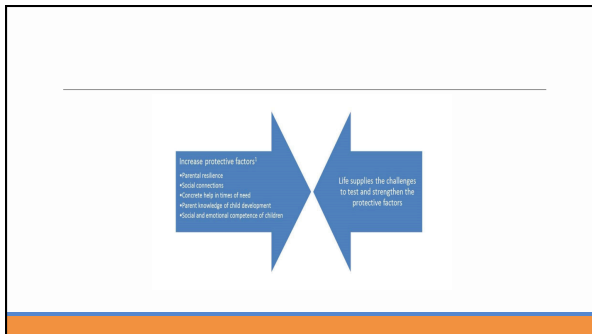 Increase protective factors¹
•Parental resilience
•Social connections
•Concrete help in times of need
•Parent knowledge of child development
•Social and emotional competence of children
Life supplies the challenges
to test and strengthen the
protective factors